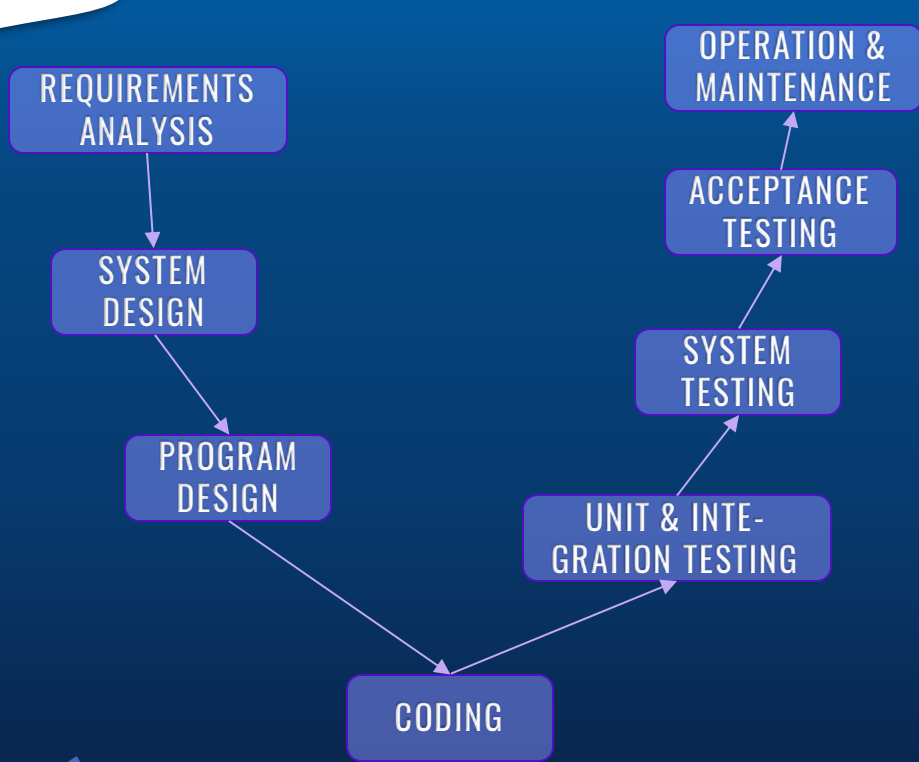 REQUIREMENTS
ANALYSIS
SYSTEM
DESIGN
PROGRAM
DESIGN
CODING
UNIT & INTE-
GRATION TESTING
SYSTEM
TESTING
ACCEPTANCE
TESTING
OPERATION &
MAINTENANCE